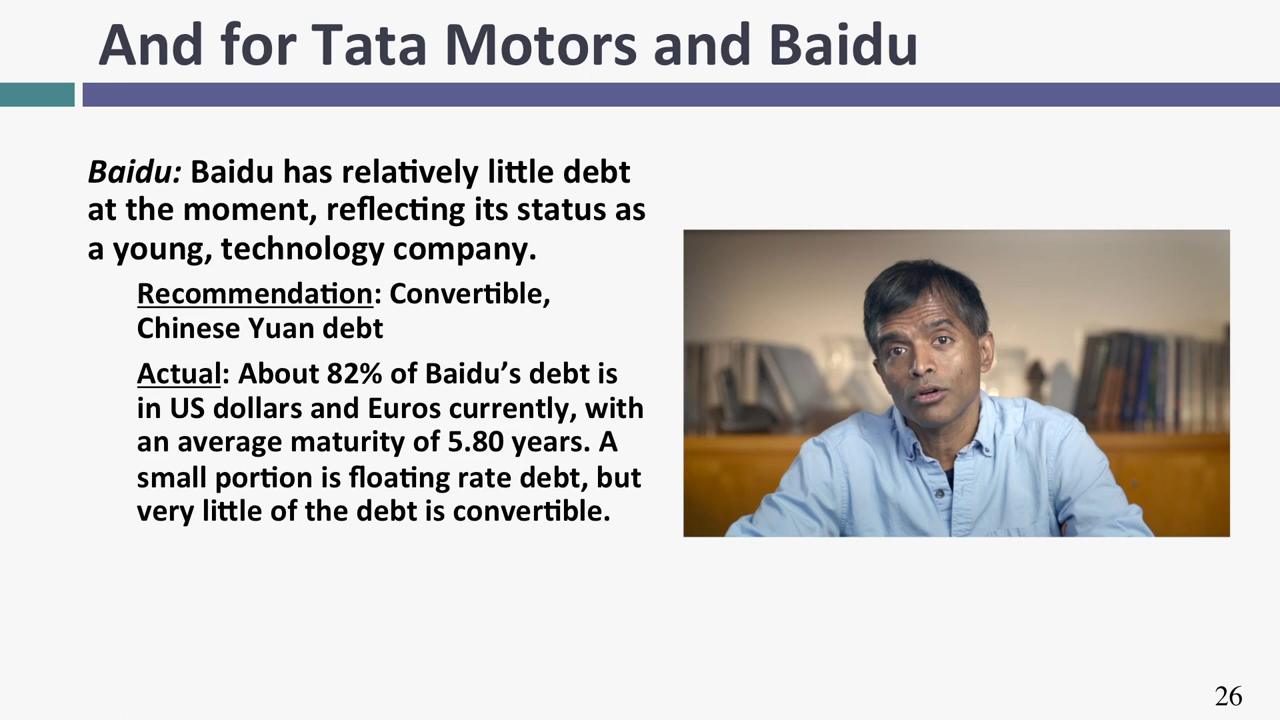 And for Tata Motors and Baidu
Baidu: Baidu has relatively little debt
at the moment, reflecting its status as
a young, technology company.
Recommendation: Convertible,
Chinese Yuan debt
Actual: About 82% of Baidu’s debt is
in US dollars and Euros currently, with
an average maturity of 5.80 years. A
small portion is floating rate debt, but
very little of the debt is convertible.
26